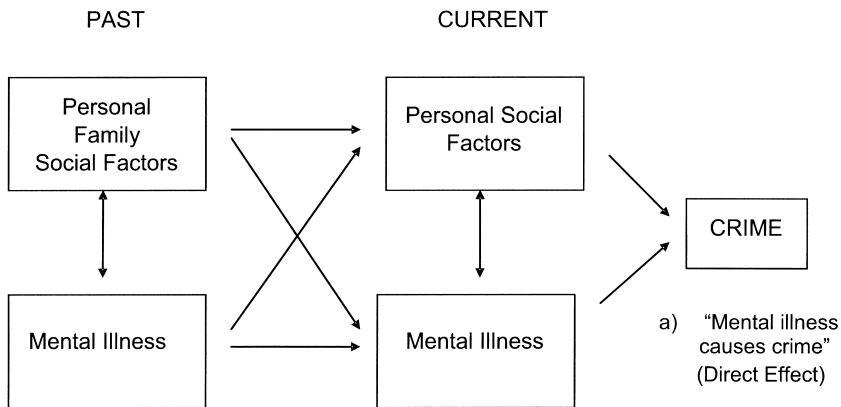 PAST
CURRENT
Personal
Family
Social Factors
Personal Social
Factors
CRIME
Mental Illness
Mental Illness
a) “Mental illness
causes crime”
(Direct Effect)